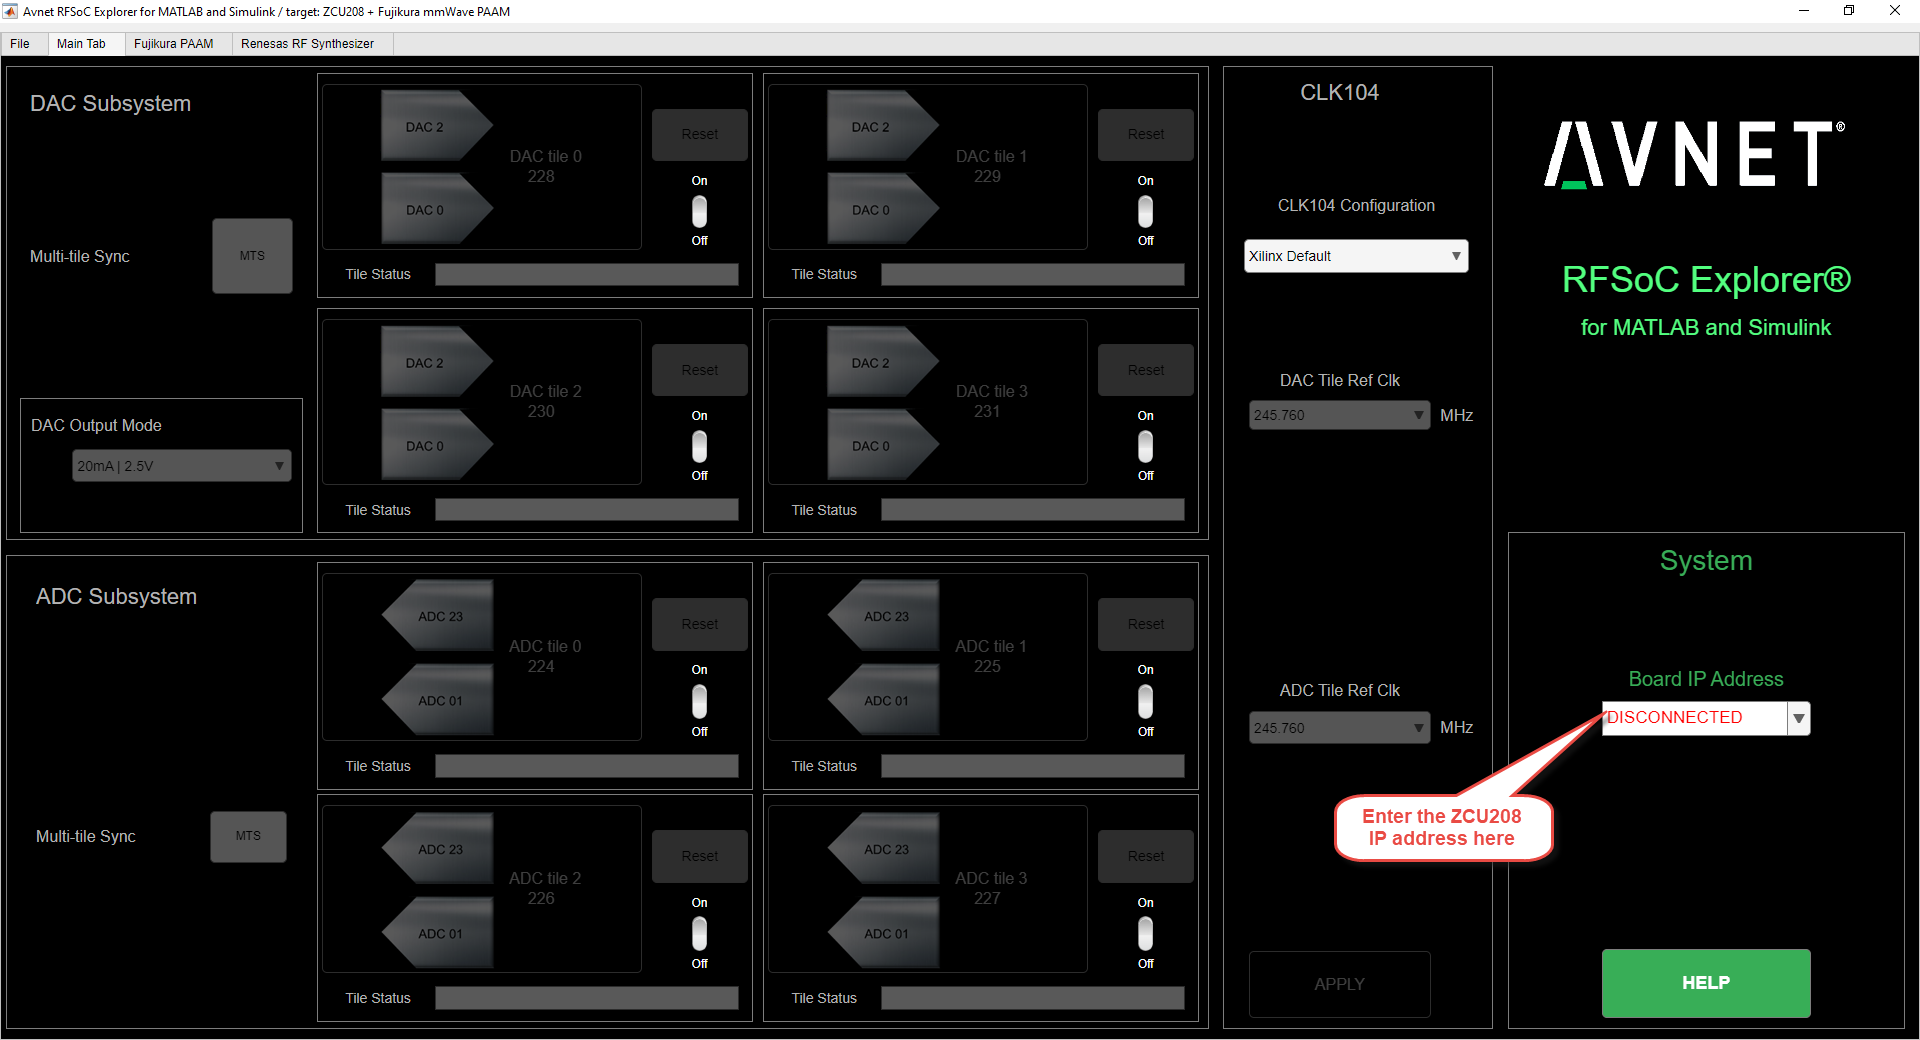 Avnet RFSoC Explorer for MATLAB and Simulink / target: ZCU208 + Fujikura mmWave PAAM
File
Main Tab
Fujikura PAAM
Renesas RF Synthesizer
DAC Subsystem
Multi-tile Sync
MTS
DAC Output Mode
20mA | 2.5V
DAC 2
DAC 0
DAC tile 0
228
Reset
On
Off
Tile Status
DAC 2
DAC 0
DAC tile 1
229
Reset
On
Off
Tile Status
DAC 2
DAC 0
DAC tile 2
230
Reset
On
Off
Tile Status
DAC 2
DAC 0
DAC tile 3
231
Reset
On
Off
Tile Status
ADC Subsystem
Multi-tile Sync
MTS
ADC 23
ADC 01
ADC tile 0
224
Reset
On
Off
Tile Status
ADC 23
ADC 01
ADC tile 1
225
Reset
On
Off
Tile Status
ADC 23
ADC 01
ADC tile 2
226
Reset
On
Off
Tile Status
ADC 23
ADC 01
ADC tile 3
227
Reset
On
Off
Tile Status
CLK104
CLK104 Configuration
Xilinx Default
DAC Tile Ref Clk
245.760
MHz
ADC Tile Ref Clk
245.760
MHz
APPLY
AVNET®
RFSoC Explorer®
for MATLAB and Simulink
System
Board IP Address
DISCONNECTED
Enter the ZCU208
IP address here
HELP